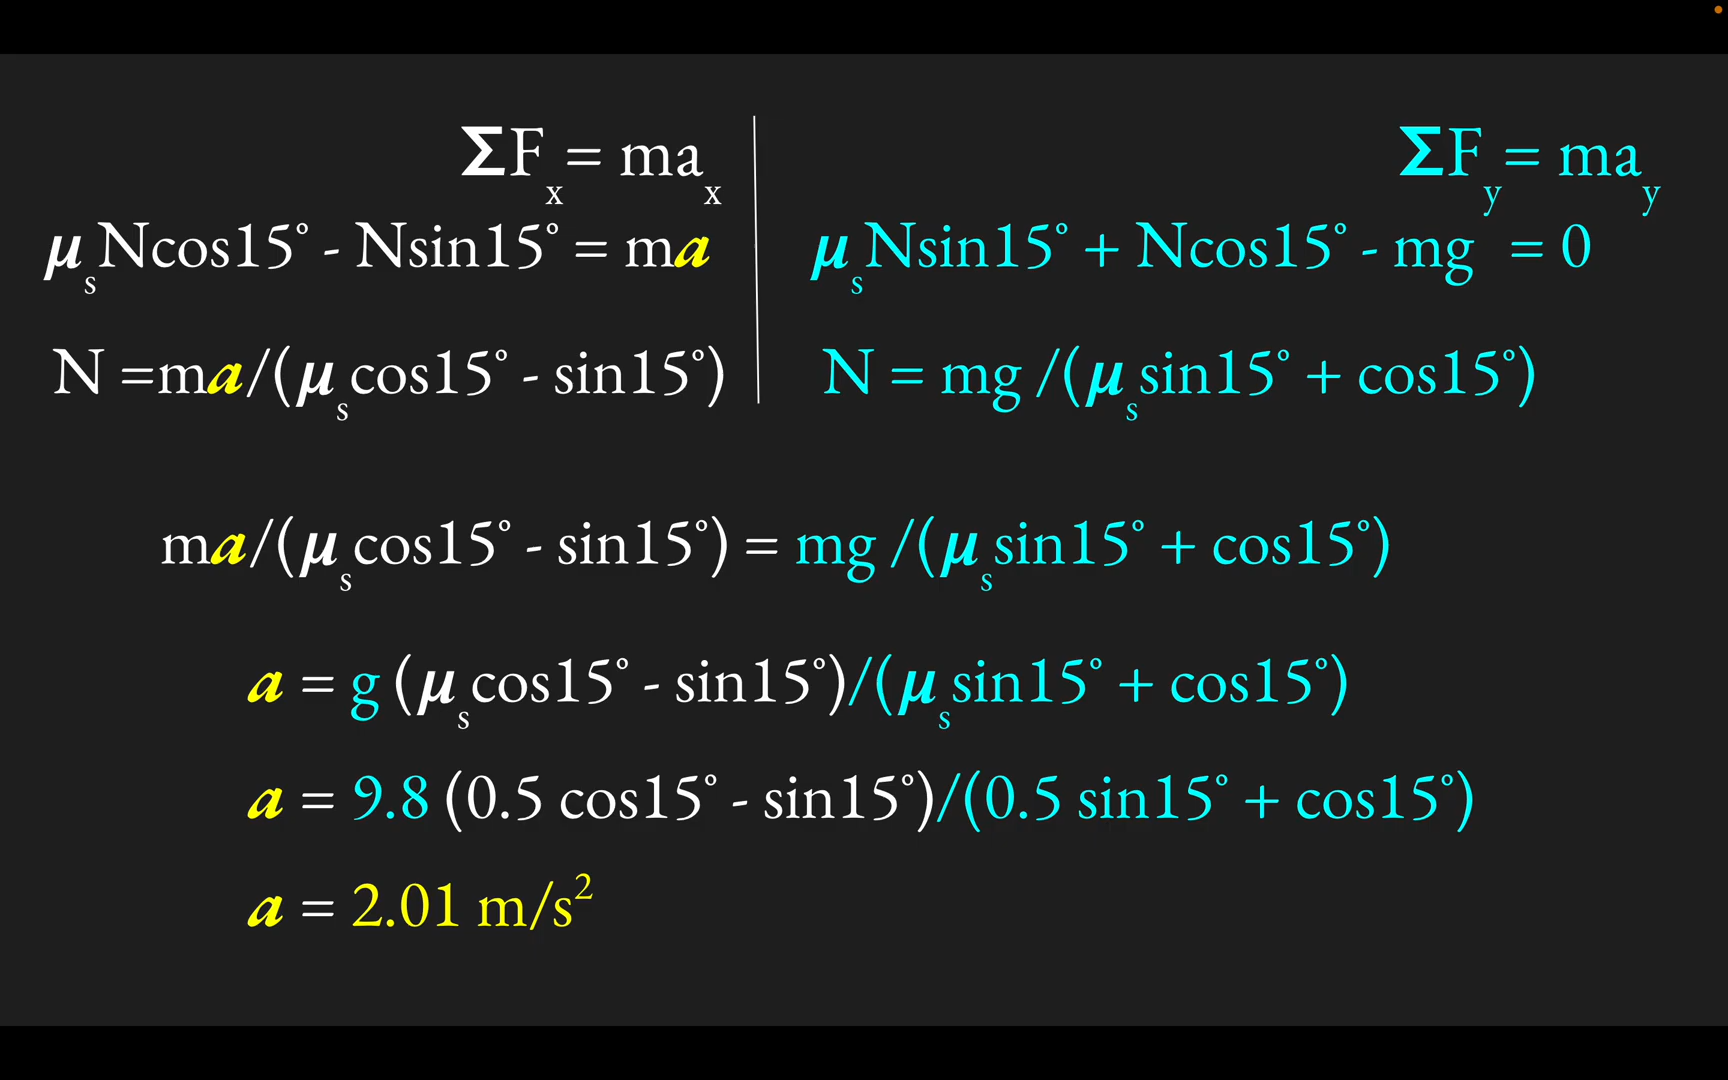 ΣFₓ = maₓ
μₛNcos15° - Nsin15° = ma
N =ma/(μₛcos15° - sin15°)
ΣF_y = ma_y
μₛNsin15° + Ncos15° - mg = 0
N = mg /(μₛsin15° + cos15°)
ma/(μₛcos15° - sin15°) = mg /(μₛsin15° + cos15°)
a = g (μₛcos15° - sin15°)/(μₛsin15° + cos15°)
a = 9.8 (0.5 cos15° - sin15°)/(0.5 sin15° + cos15°)
a = 2.01 m/s²